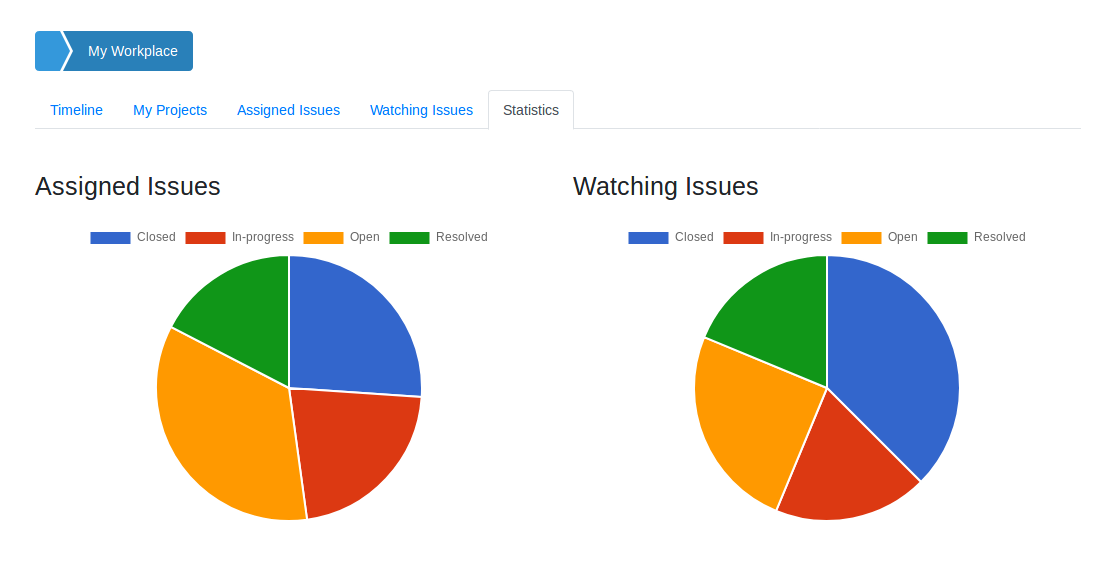 My Workplace
Timeline My Projects Assigned Issues Watching Issues Statistics
Assigned Issues
Closed In-progress Open Resolved
Watching Issues
Closed In-progress Open Resolved